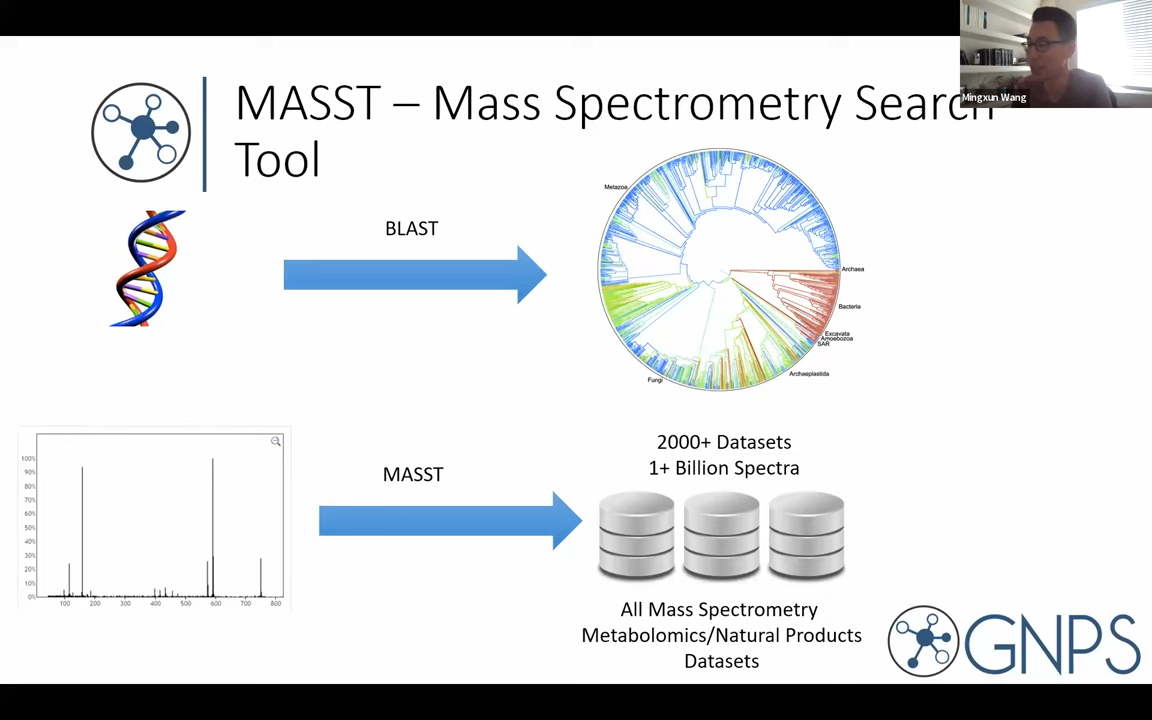 Mingxun Wang
MASST – Mass Spectrometry Search
Tool
BLAST
Metazoa
Archaea
Bacteria
Excavata
Amoebozoa
SAR
Archaeplastida
Fungi
MASST
100%
90%
80%
70%
60%
50%
40%
30%
20%
10%
0%
100 200 300 400 500 600 700 800
2000+ Datasets
1+ Billion Spectra
All Mass Spectrometry
Metabolomics/Natural Products
Datasets
GNPS